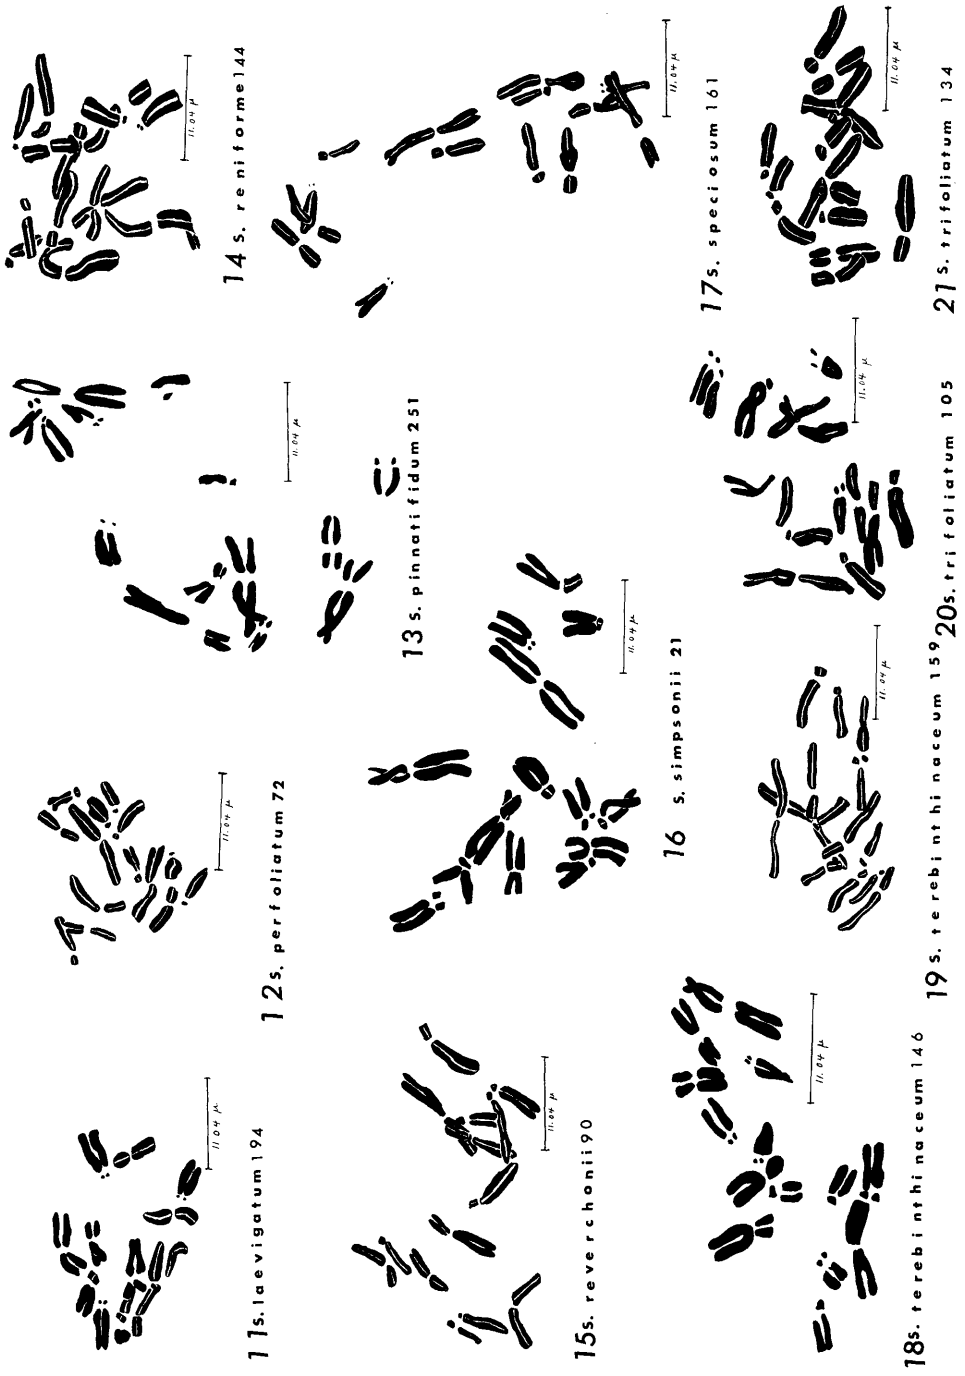 11 s. laevigatum 194
11.04 μ
12 s. perfoliatum 72
11.04 μ
13 s. pinnatifidum 251
11.04 μ
14 s. reniforme 144
11.04 μ
15 s. reverchonii 90
11.04 μ
16 s. simpsonii 21
11.04 μ
17 s. speciosum 161
11.04 μ
18 s. terebinthinaceum 146
11.04 μ
19 s. terebinthinaceum 159
11.04 μ
20 s. trifoliatum 105
11.04 μ
21 s. trifoliatum 134
11.04 μ